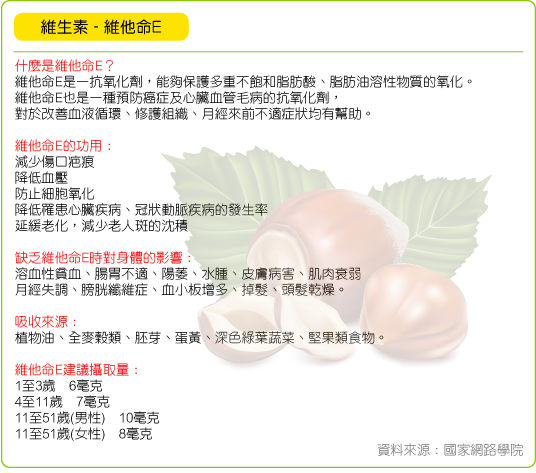 維生素 - 維他命E
什麼是維他命E？
維他命E是一抗氧化劑，能夠保護多重不飽和脂肪酸、脂肪油溶性物質的氧化。
維他命E也是一種預防癌症及心臟血管毛病的抗氧化劑，
對於改善血液循環、修護組織、月經來前不適症狀均有幫助。
維他命E的功用：
減少傷口疤痕
降低血壓
防止細胞氧化
降低罹患心臟疾病、冠狀動脈疾病的發生率
延緩老化，減少老人斑的沈積
缺乏維他命E時對身體的影響：
溶血性貧血、腸胃不適、陽萎、水腫、皮膚病害、肌肉衰弱
月經失調、膀胱纖維症、血小板增多、掉髮、頭髮乾燥。
吸收來源：
植物油、全麥穀類、胚芽、蛋黃、深色綠葉蔬菜、堅果類食物。
維他命E建議攝取量：
1至3歲　6毫克
4至11歲　7毫克
11至51歲(男性)　10毫克
11至51歲(女性)　8毫克
資料來源：國家網路學院